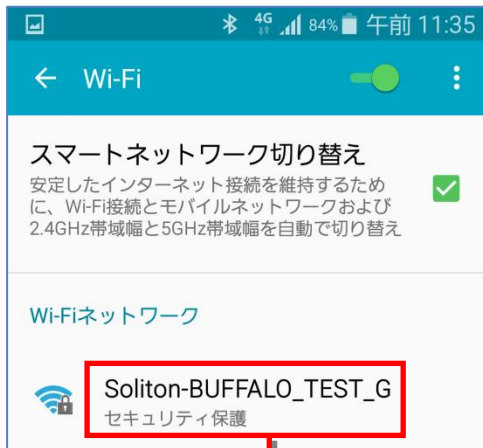 4G 84% 午前 11:35
Wi-Fi
スマートネットワーク切り替え
安定したインターネット接続を維持するため
に、Wi-Fi接続とモバイルネットワークおよび
2.4GHz帯域幅と5GHz帯域幅を自動で切り替え
Wi-Fiネットワーク
Soliton-BUFFALO_TEST_G
セキュリティ保護